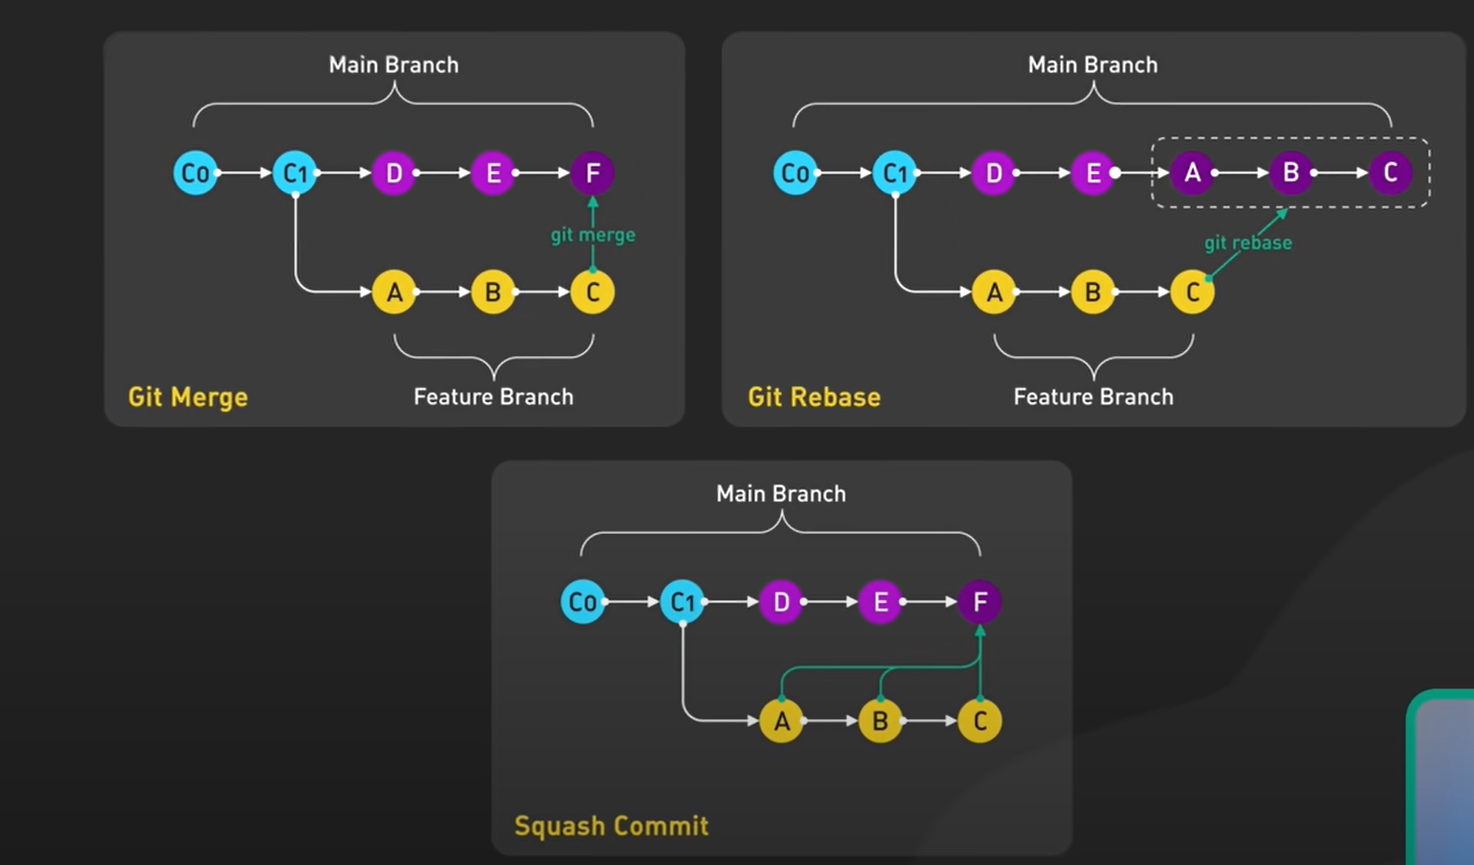 Main Branch
C0 C1 D E F
git merge
A B C
Feature Branch
Git Merge
Main Branch
C0 C1 D E A B C
git rebase
A B C
Feature Branch
Git Rebase
Main Branch
C0 C1 D E F
A B C
Squash Commit